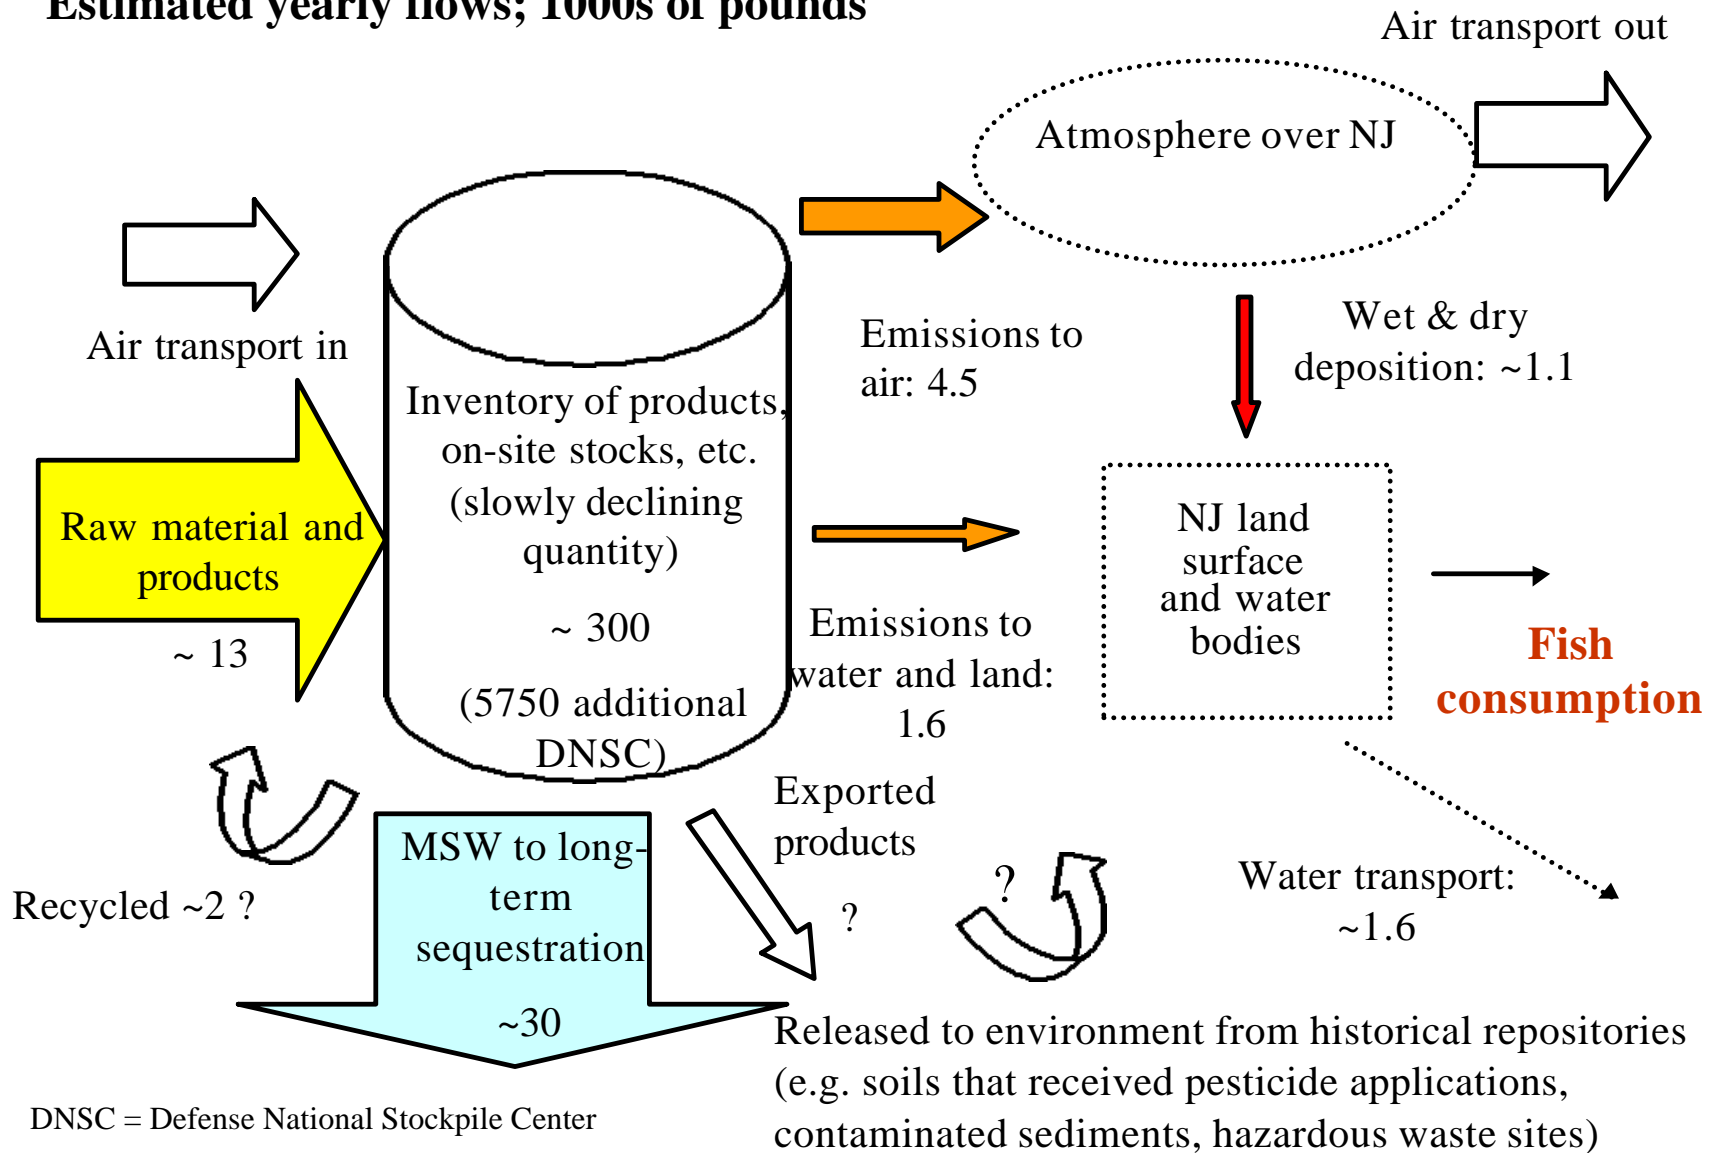 Estimated yearly flows; 1000s of pounds
Air transport out
Atmosphere over NJ
Air transport in
Emissions to
air: 4.5
Wet & dry
deposition: ~1.1
Inventory of products,
on-site stocks, etc.
(slowly declining
quantity)
~ 300
(5750 additional
DNSC)
Raw material and
products
~ 13
Emissions to
water and land:
1.6
NJ land
surface
and water
bodies
Fish
consumption
Recycled ~2 ?
MSW to long-
term
sequestration
~30
Exported
products
?
?
Water transport:
~1.6
Released to environment from historical repositories
(e.g. soils that received pesticide applications,
contaminated sediments, hazardous waste sites)
DNSC = Defense National Stockpile Center